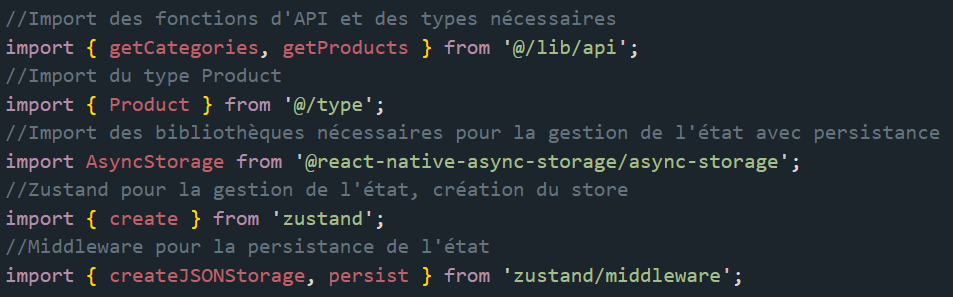 //Import des fonctions d'API et des types nécessaires
import { getCategories, getProducts } from '@/lib/api';
//Import du type Product
import { Product } from '@/type';
//Import des bibliothèques nécessaires pour la gestion de l'état avec persistance
import AsyncStorage from '@react-native-async-storage/async-storage';
//Zustand pour la gestion de l'état, création du store
import { create } from 'zustand';
//Middleware pour la persistance de l'état
import { createJSONStorage, persist } from 'zustand/middleware';